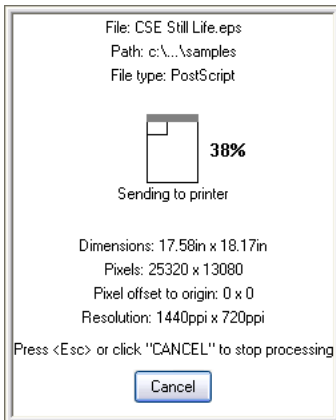 File: CSE Still Life.eps
Path: c:\...\samples
File type: PostScript
38%
Sending to printer
Dimensions: 17.58in x 18.17in
Pixels: 25320 x 13080
Pixel offset to origin: 0 x 0
Resolution: 1440ppi x 720ppi
Press <Esc> or click "CANCEL" to stop processing
Cancel